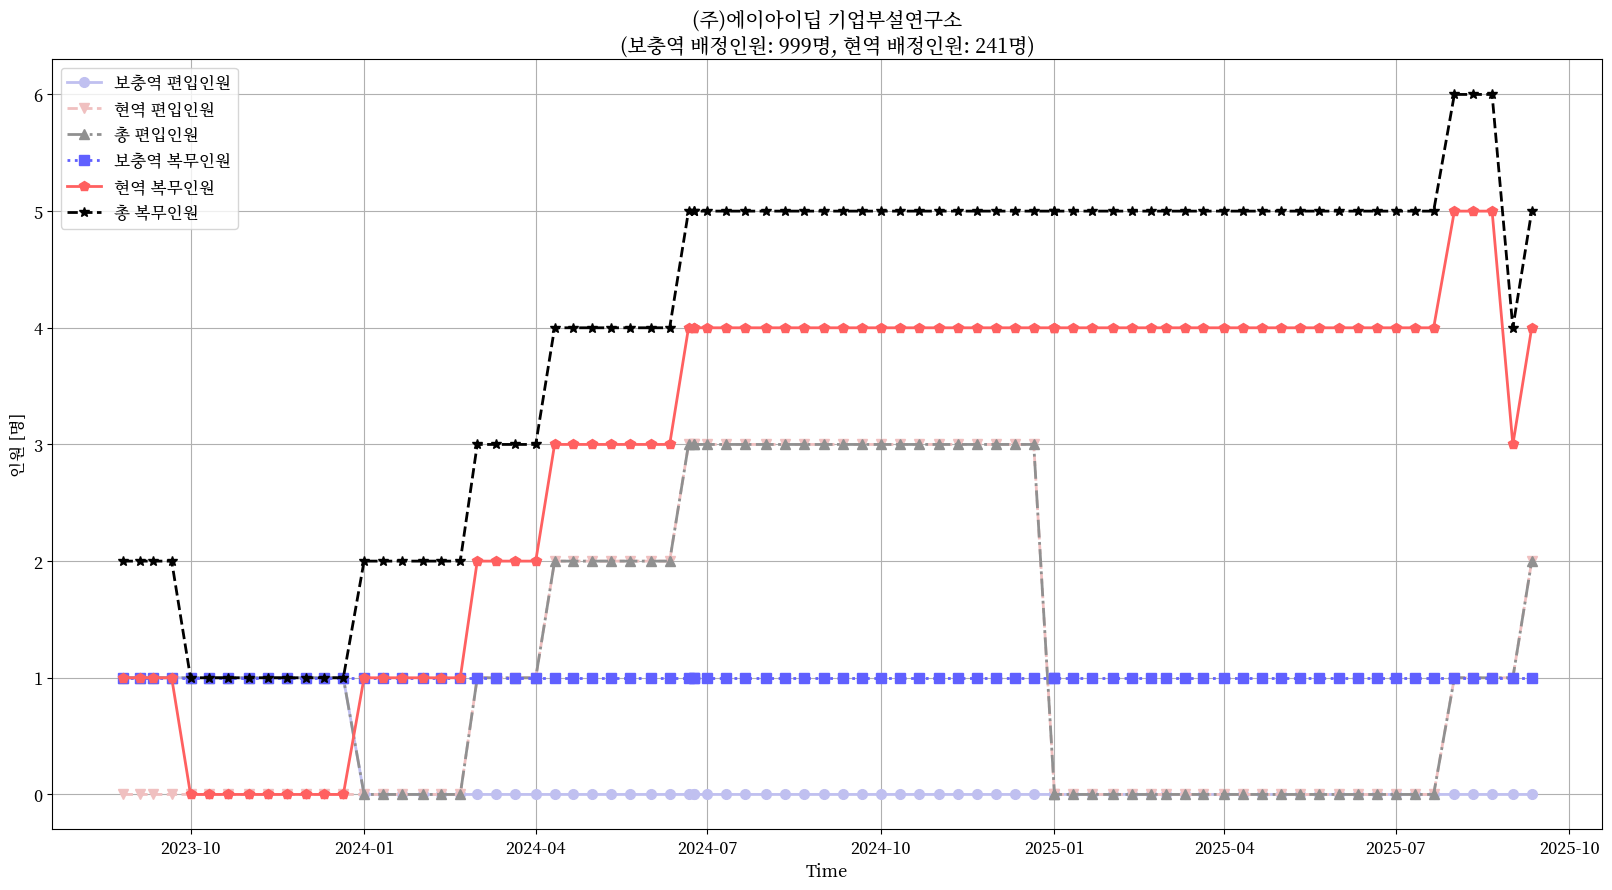 (주)에이아이딥 기업부설연구소
(보충역 배정인원: 999명, 현역 배정인원: 241명)
보충역 편입인원
현역 편입인원
총 편입인원
보충역 복무인원
현역 복무인원
총 복무인원
인원 [명]
6
5
4
3
2
1
0
2023-10
2024-01
2024-04
2024-07
2024-10
2025-01
2025-04
2025-07
2025-10
Time